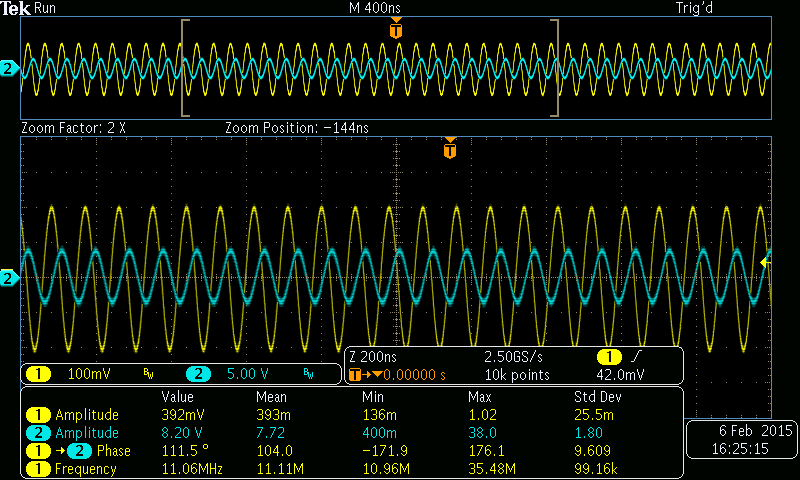 Tek Run M 400ns Trig'd
T
2
Zoom Factor: 2 X Zoom Position: -144ns
T
2
1 100mV BW 2 5.00 V BW
Z 200ns 2.50GS/s 1
T→▼0.00000 s 10k points 42.0mV
Value Mean Min Max Std Dev
1 Amplitude 392mV 393m 136m 1.02 25.5m
2 Amplitude 8.20 V 7.72 400m 38.0 1.80
1 → 2 Phase 111.5 ° 104.0 -171.9 176.1 9.609
1 Frequency 11.06MHz 11.11M 10.96M 35.48M 99.16k
6 Feb 2015
16:25:15